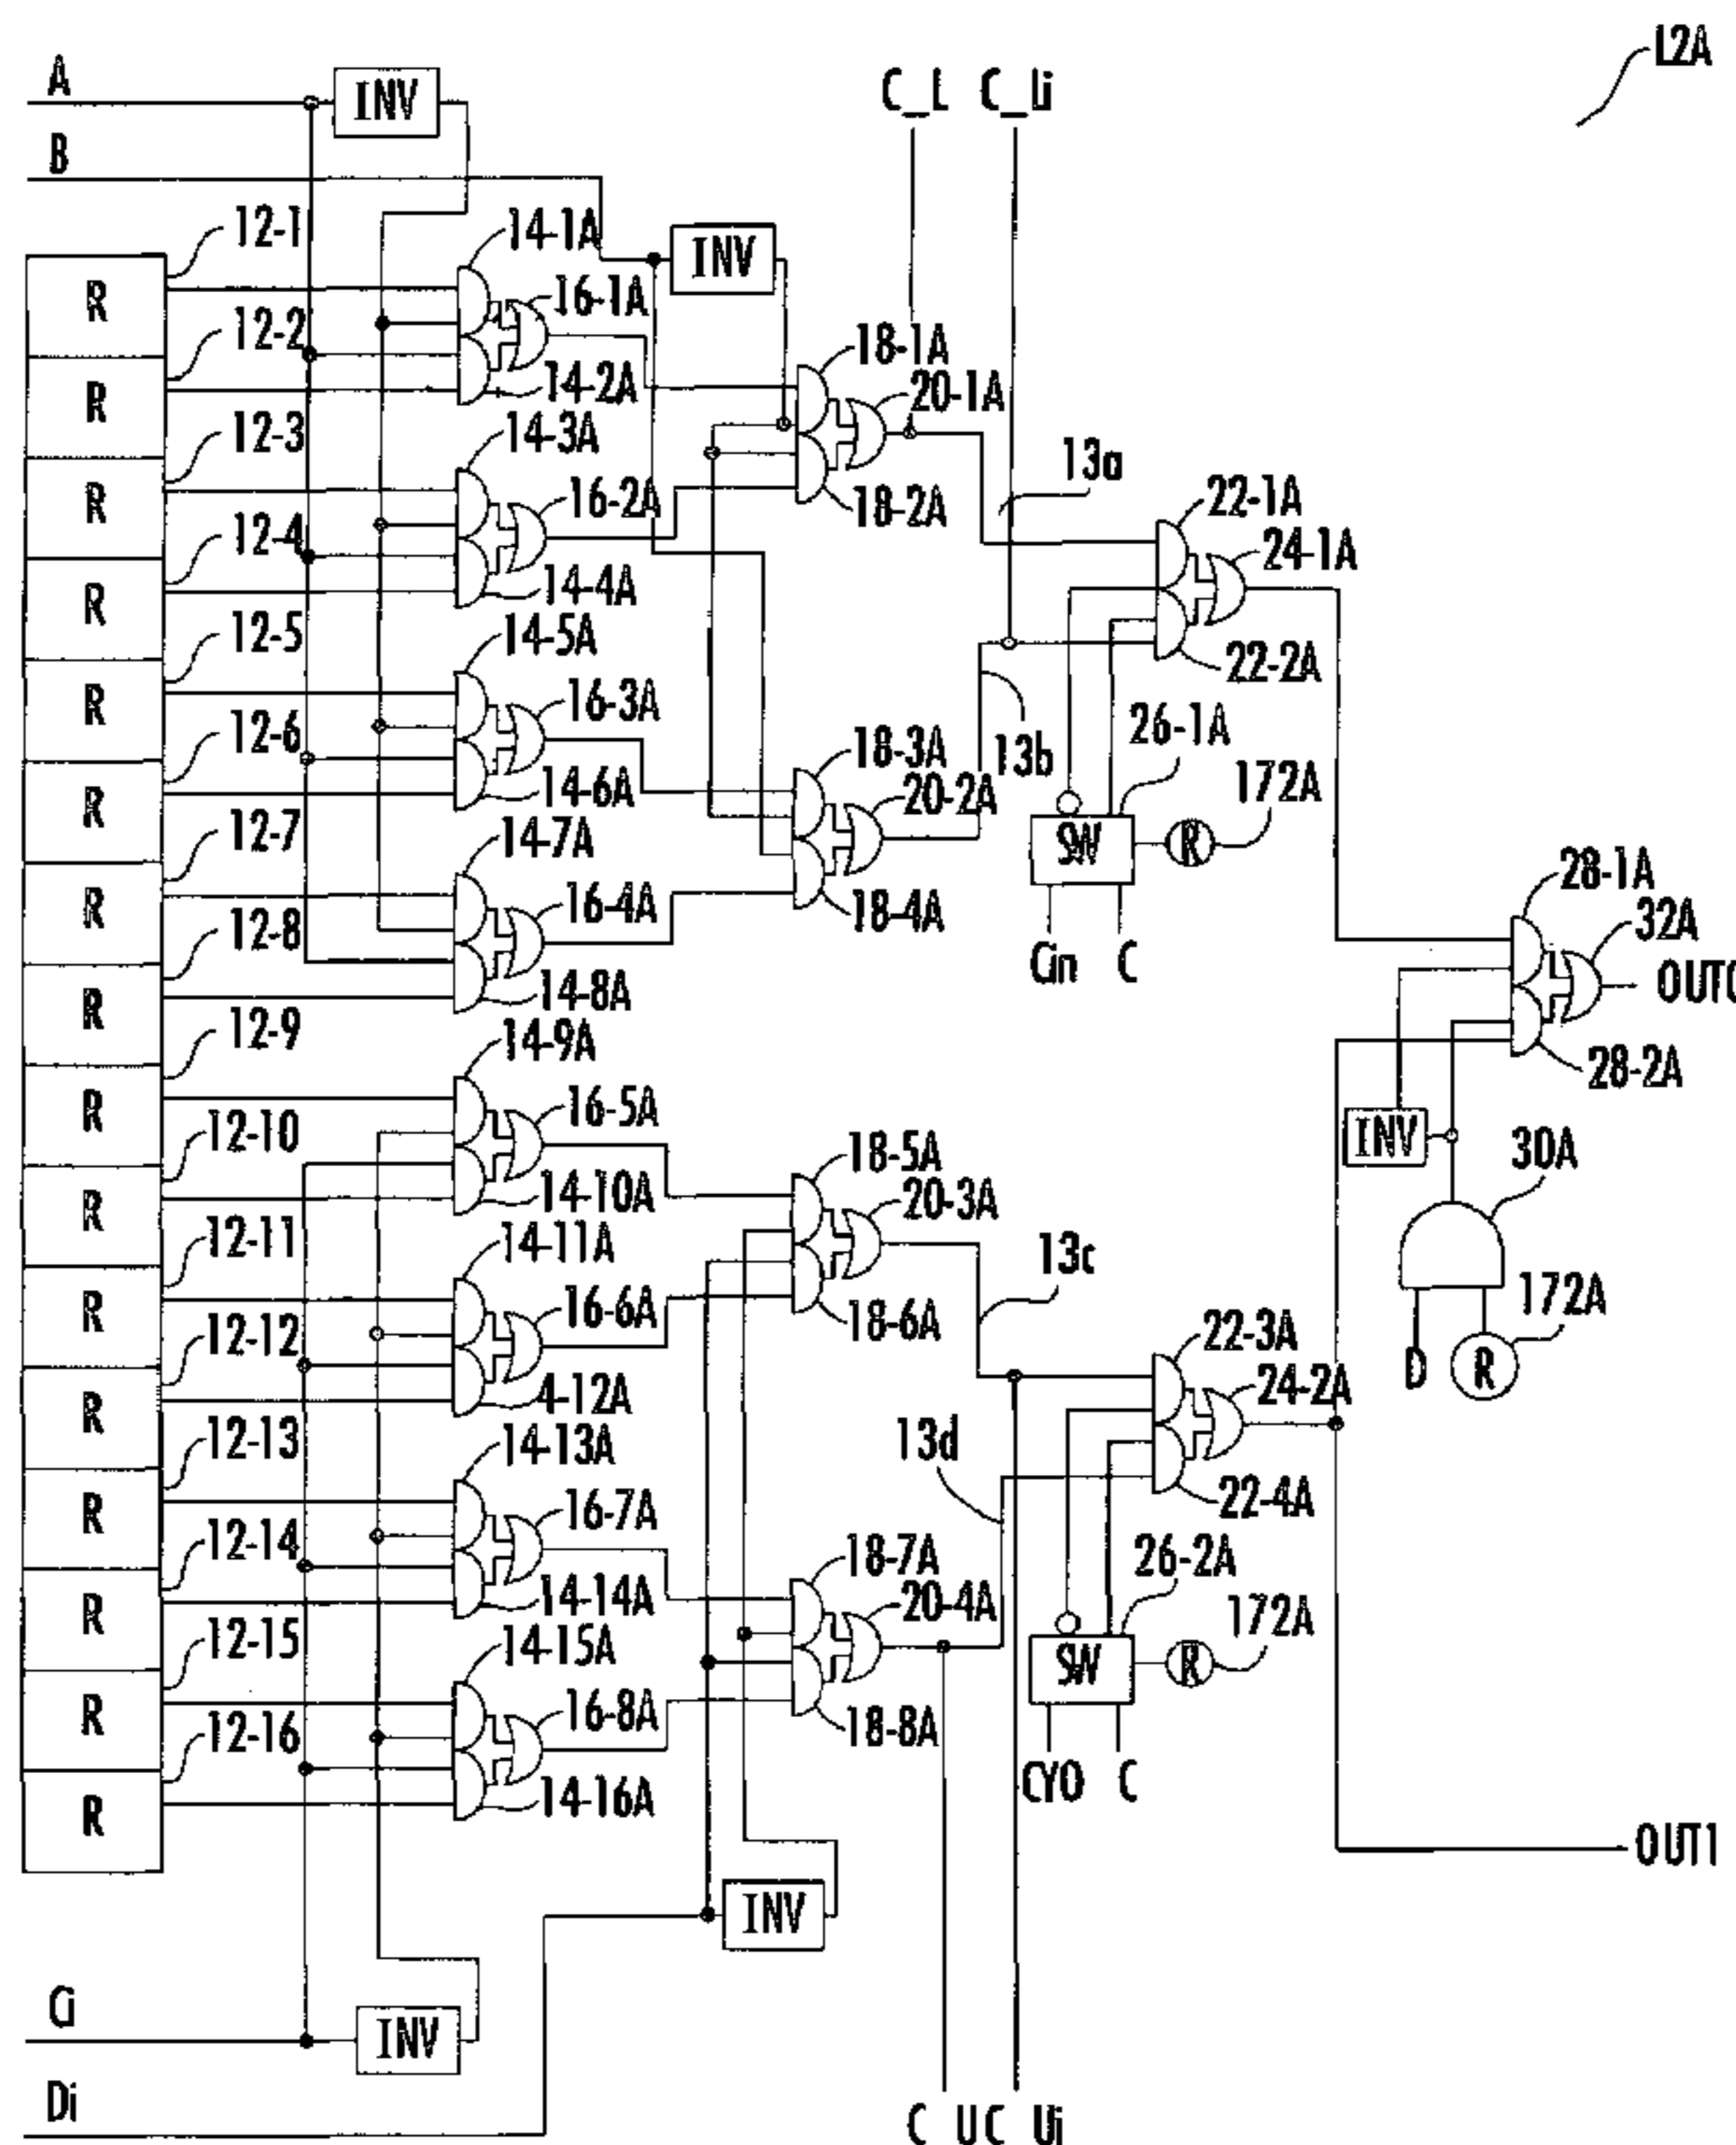 L2A
A
INV
C_L
C_Li
B
12-1
14-1A
INV
R
16-1A
12-2
18-1A
R
14-2A
20-1A
12-3
14-3A
13a
R
16-2A
18-2A
22-1A
12-4
24-1A
R
14-4A
12-5
14-5A
22-2A
R
16-3A
26-1A
12-6
18-3A
13b
172A
R
14-6A
20-2A
12-7
14-7A
SW
R
R
16-4A
28-1A
12-8
18-4A
32A
R
14-8A
Cin
C
OUT0
12-9
14-9A
R
16-5A
28-2A
12-10
18-5A
INV
30A
R
14-10A
20-3A
12-11
14-11A
13c
R
16-6A
172A
12-12
18-6A
22-3A
R
4-12A
24-2A
D
R
12-13
14-13A
13d
R
16-7A
22-4A
12-14
18-7A
26-2A
R
14-14A
20-4A
172A
12-15
14-15A
SW
R
R
16-8A
12-16
18-8A
R
14-16A
CY0
C
OUT1
INV
Ci
INV
Di
C_U
C_Ui